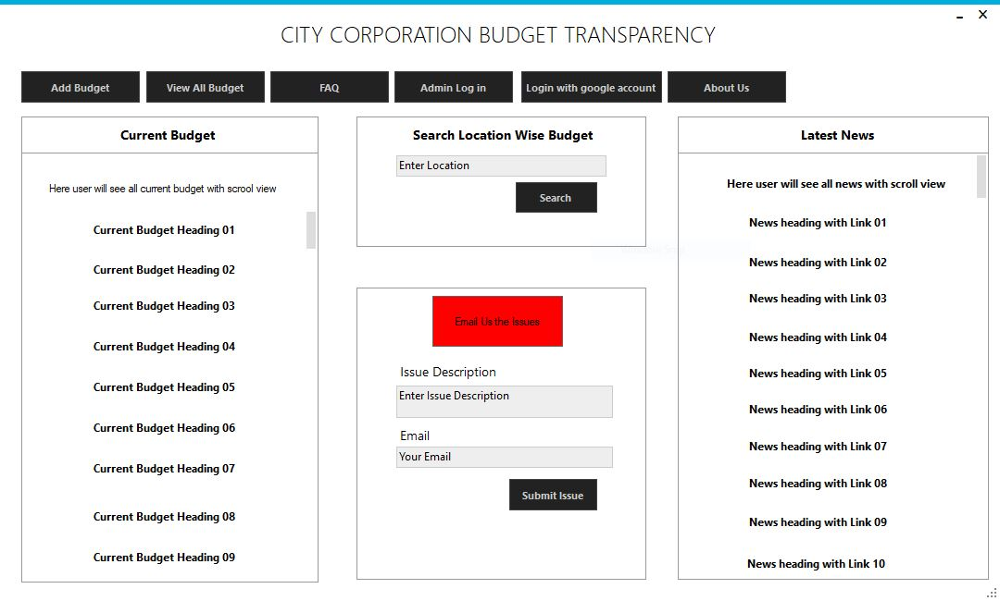 CITY CORPORATION BUDGET TRANSPARENCY
Add Budget
View All Budget
FAQ
Admin Log in
Login with google account
About Us
Current Budget
Here user will see all current budget with scrool view
Current Budget Heading 01
Current Budget Heading 02
Current Budget Heading 03
Current Budget Heading 04
Current Budget Heading 05
Current Budget Heading 06
Current Budget Heading 07
Current Budget Heading 08
Current Budget Heading 09
Search Location Wise Budget
Enter Location
Search
Email Us the Issues
Issue Description
Enter Issue Description
Email
Your Email
Submit Issue
Latest News
Here user will see all news with scroll view
News heading with Link 01
News heading with Link 02
News heading with Link 03
News heading with Link 04
News heading with Link 05
News heading with Link 06
News heading with Link 07
News heading with Link 08
News heading with Link 09
News heading with Link 10